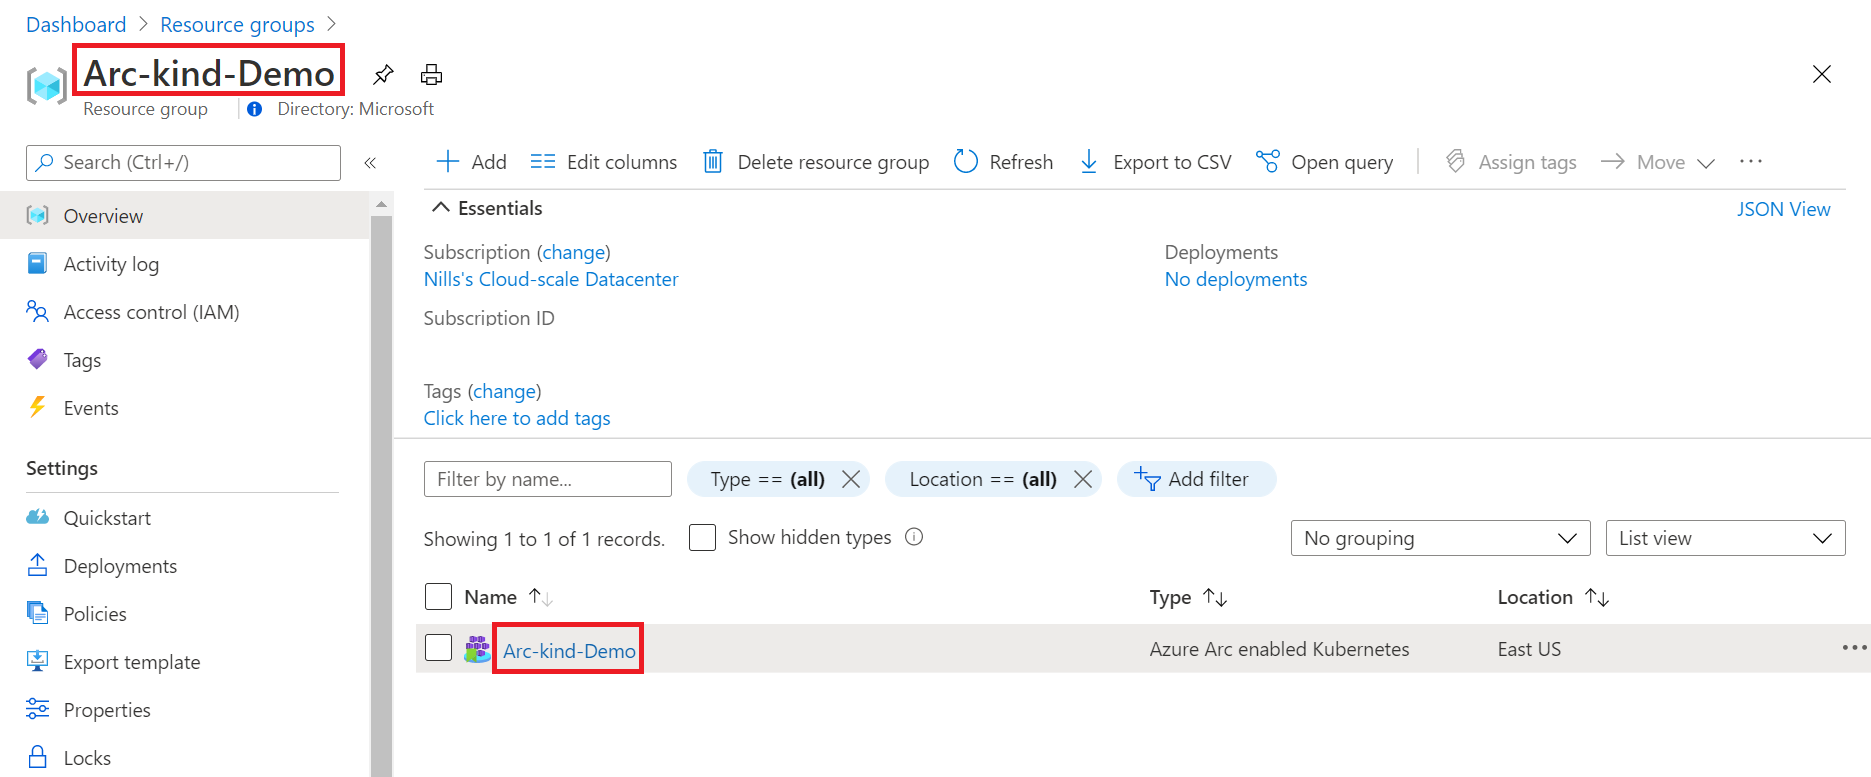 Dashboard > Resource groups >
Arc-kind-Demo
Resource group
Directory: Microsoft
Search (Ctrl+/)
«
Add
Edit columns
Delete resource group
Refresh
Export to CSV
Open query
Assign tags
Move
...
Overview
Activity log
Access control (IAM)
Tags
Events
Settings
Quickstart
Deployments
Policies
Export template
Properties
Locks
Essentials
JSON View
Subscription (change)
Nills's Cloud-scale Datacenter
Deployments
No deployments
Subscription ID
Tags (change)
Click here to add tags
Filter by name...
Type == (all)
Location == (all)
Add filter
Showing 1 to 1 of 1 records.
Show hidden types
No grouping
List view
Name
Type
Location
Arc-kind-Demo
Azure Arc enabled Kubernetes
East US
...